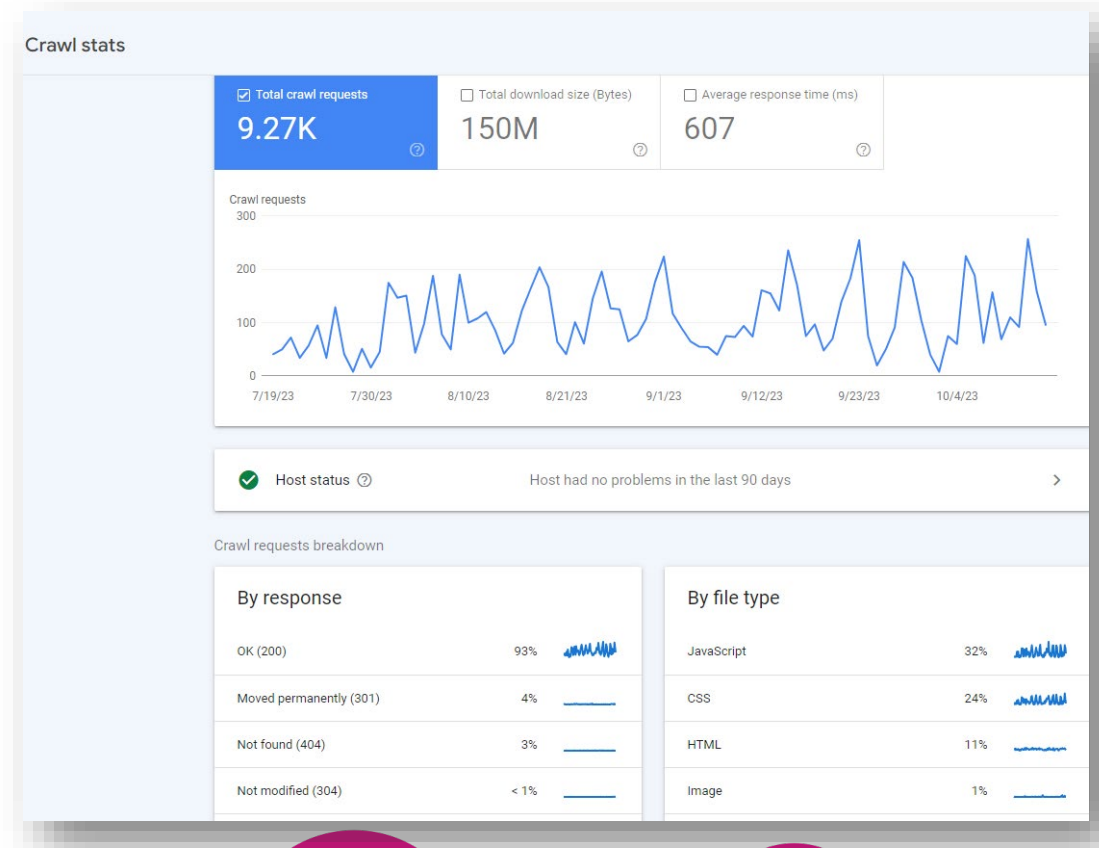 Crawl stats
Total crawl requests
9.27K
Total download size (Bytes)
150M
Average response time (ms)
607
Crawl requests
300
200
100
0
7/19/23 7/30/23 8/10/23 8/21/23 9/1/23 9/12/23 9/23/23 10/4/23
Host status Host had no problems in the last 90 days
Crawl requests breakdown
By response
OK (200) 93%
Moved permanently (301) 4%
Not found (404) 3%
Not modified (304) < 1%
By file type
JavaScript 32%
CSS 24%
HTML 11%
Image 1%